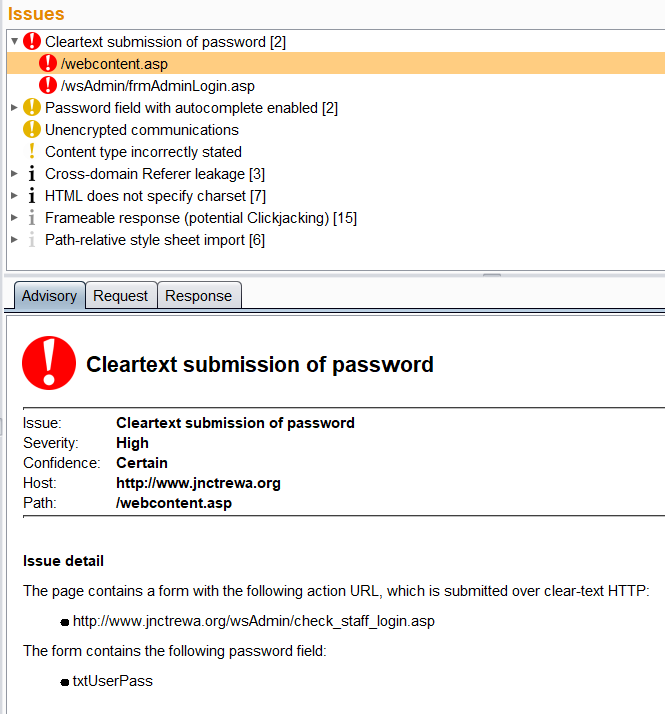 Issues
Cleartext submission of password [2]
/webcontent.asp
/wsAdmin/frmAdminLogin.asp
Password field with autocomplete enabled [2]
Unencrypted communications
Content type incorrectly stated
Cross-domain Referer leakage [3]
HTML does not specify charset [7]
Frameable response (potential Clickjacking) [15]
Path-relative style sheet import [6]
Advisory Request Response
Cleartext submission of password
Issue: Cleartext submission of password
Severity: High
Confidence: Certain
Host: http://www.jnctrewa.org
Path: /webcontent.asp
Issue detail
The page contains a form with the following action URL, which is submitted over clear-text HTTP:
http://www.jnctrewa.org/wsAdmin/check_staff_login.asp
The form contains the following password field:
txtUserPass